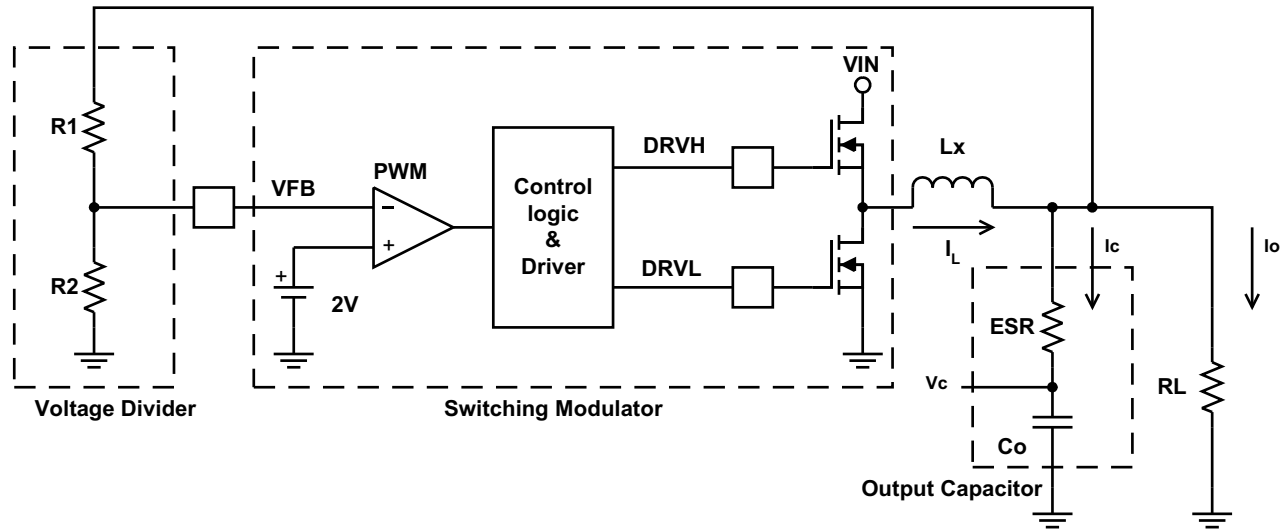 VIN
R1
DRVH
Lx
PWM
VFB
−
Control
logic
&
Driver
+
IL
Ic
Io
+
R2
DRVL
2V
ESR
Vc
RL
Voltage Divider
Switching Modulator
Co
Output Capacitor